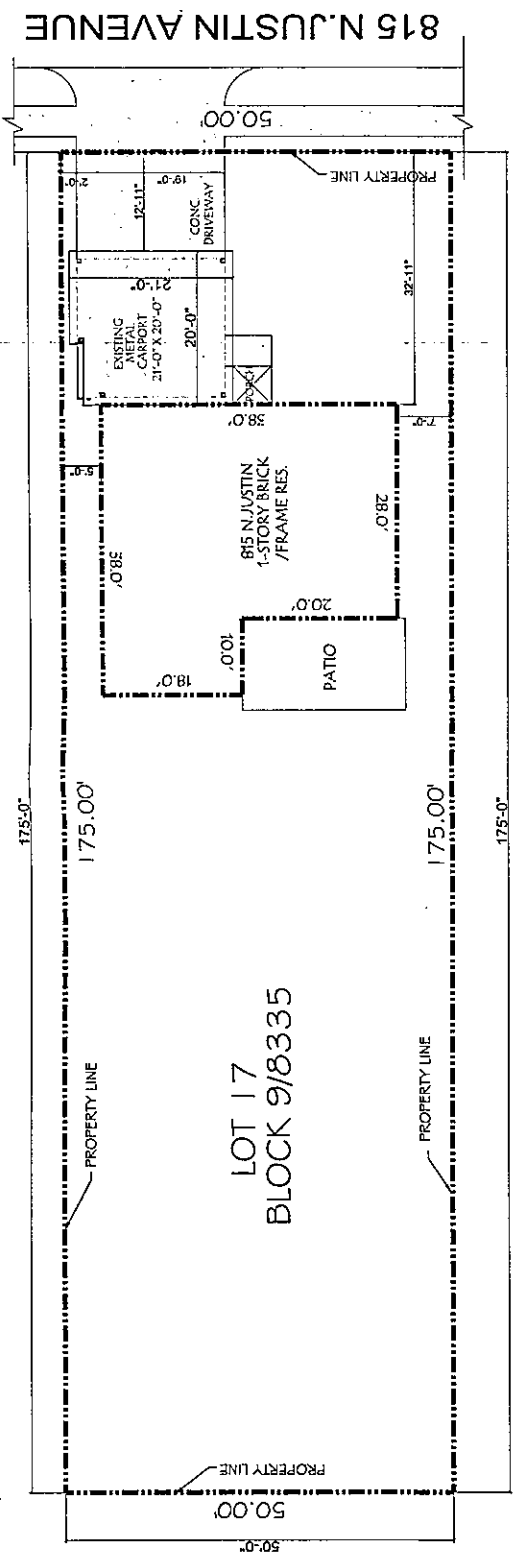 815 N.JUSTIN AVENUE
50.00'
PROPERTY LINE
2'-0"
19'-0"
12'-11"
CONC.
DRIVEWAY
21'-0"
EXISTING
METAL
CARPORT
21'-0" X 20'-0"
20'-0"
32'-11"
PORCH
38.0'
5'-0"
7'-0"
815 N.JUSTIN
1-STORY BRICK
/FRAME RES.
38.0'
28.0'
20.0'
10.0'
18.0'
PATIO
175'-0"
175.00'
175.00'
175'-0"
LOT 17
BLOCK 9/8335
PROPERTY LINE
PROPERTY LINE
PROPERTY LINE
50.00'
50'-0"